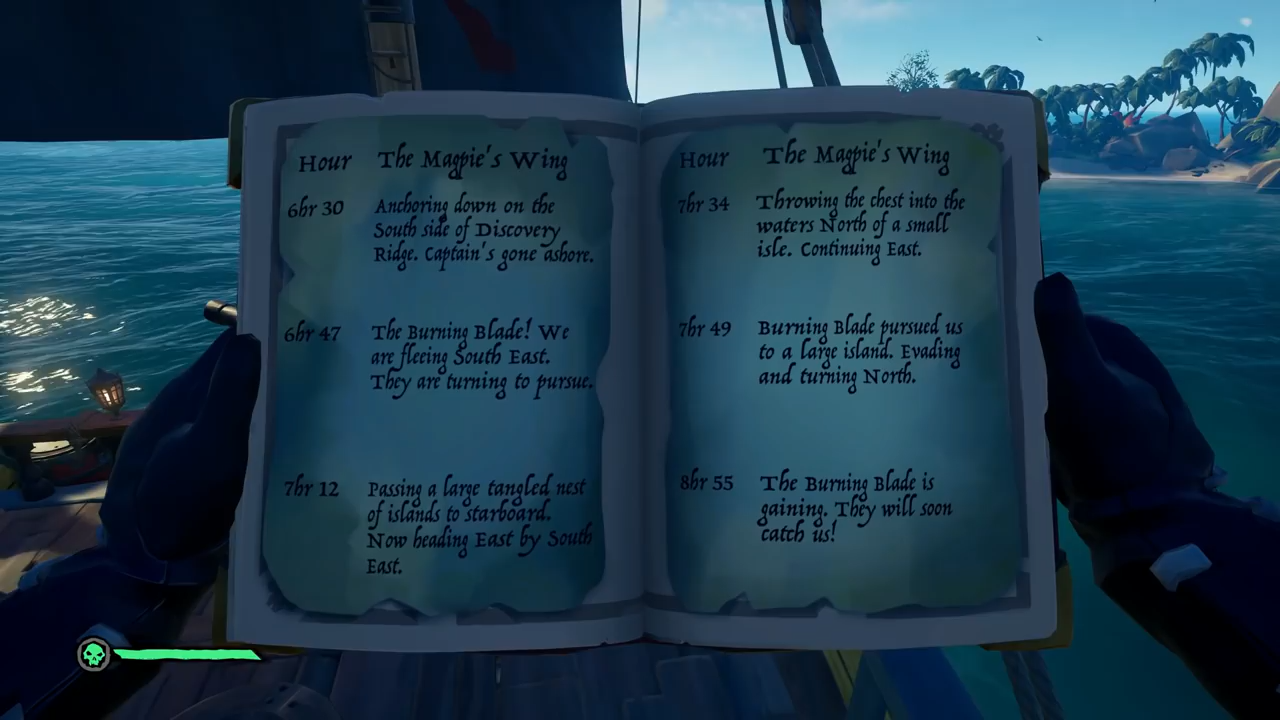 Hour The Magpie's Wing
6hr 30 Anchoring down on the
South side of Discovery
Ridge. Captain's gone ashore.
6hr 47 The Burning Blade! We
are fleeing South East.
They are turning to pursue.
7hr 12 Passing a large tangled nest
of islands to starboard.
Now heading East by South
East.
Hour The Magpie's Wing
7hr 34 Throwing the chest into the
waters North of a small
isle. Continuing East.
7hr 49 Burning Blade pursued us
to a large island. Evading
and turning North.
8hr 55 The Burning Blade is
gaining. They will soon
catch us!